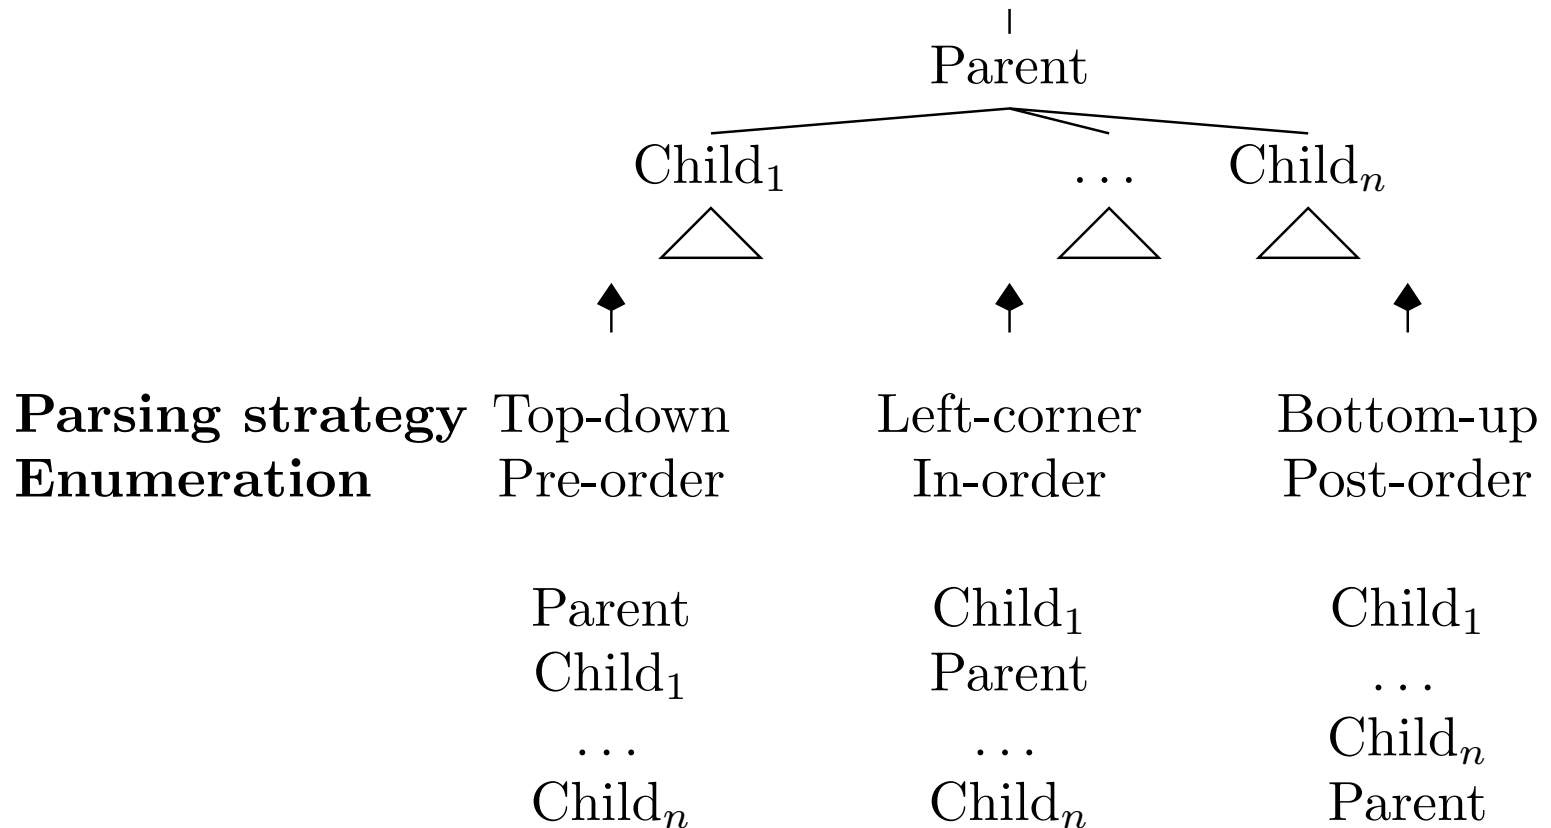 Parent
Child₁ … Childₙ
Parsing strategy Top-down Left-corner Bottom-up
Enumeration Pre-order In-order Post-order
Parent Child₁ Child₁
Child₁ Parent …
… … Childₙ
Childₙ Childₙ Parent